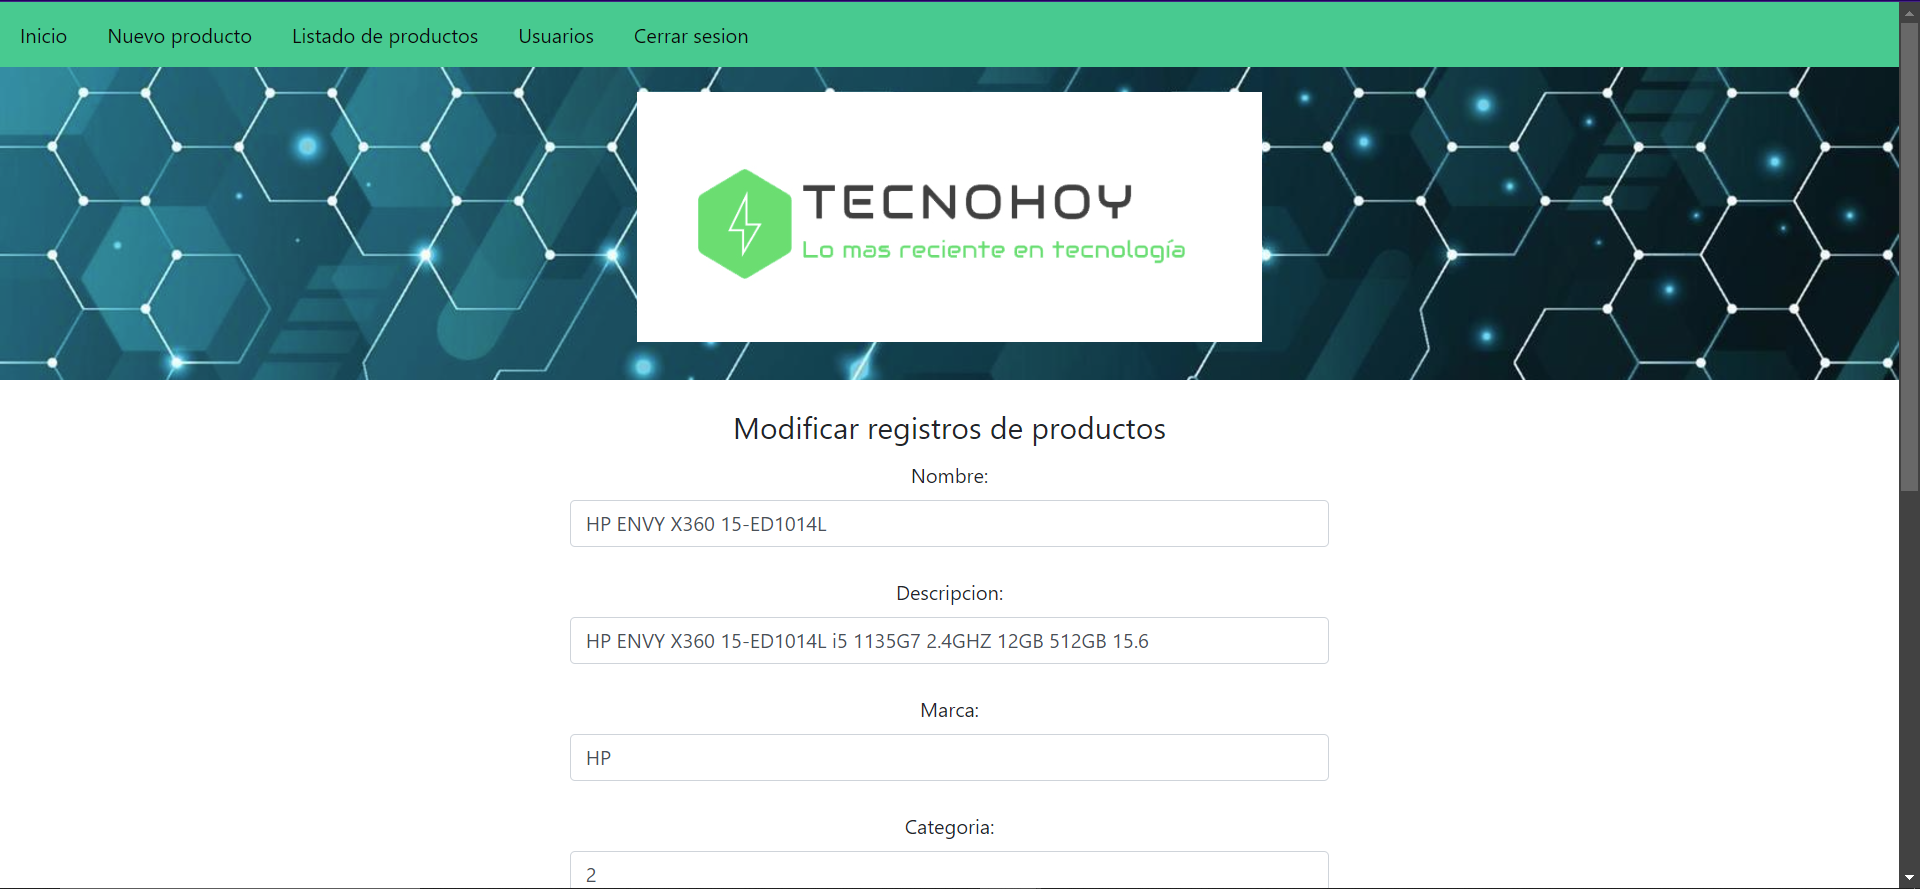 Inicio Nuevo producto Listado de productos Usuarios Cerrar sesion
TECNOHOY
Lo mas reciente en tecnología
Modificar registros de productos
Nombre:
HP ENVY X360 15-ED1014L
Descripcion:
HP ENVY X360 15-ED1014L i5 1135G7 2.4GHZ 12GB 512GB 15.6
Marca:
HP
Categoria:
2